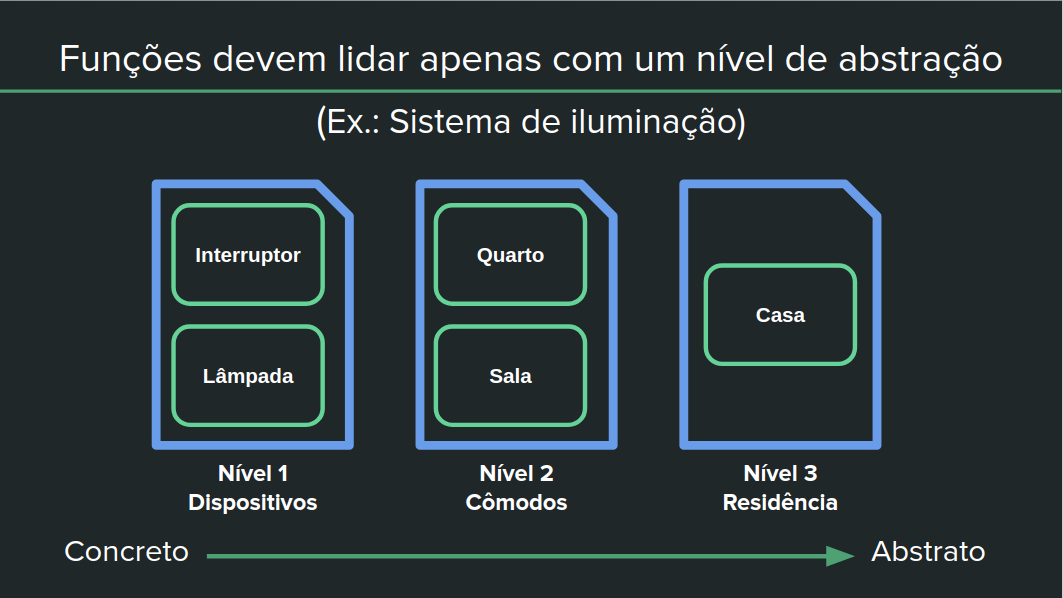 Funções devem lidar apenas com um nível de abstração
(Ex.: Sistema de iluminação)
Interruptor
Lâmpada
Nível 1
Dispositivos
Quarto
Sala
Nível 2
Cômodos
Casa
Nível 3
Residência
Concreto
Abstrato